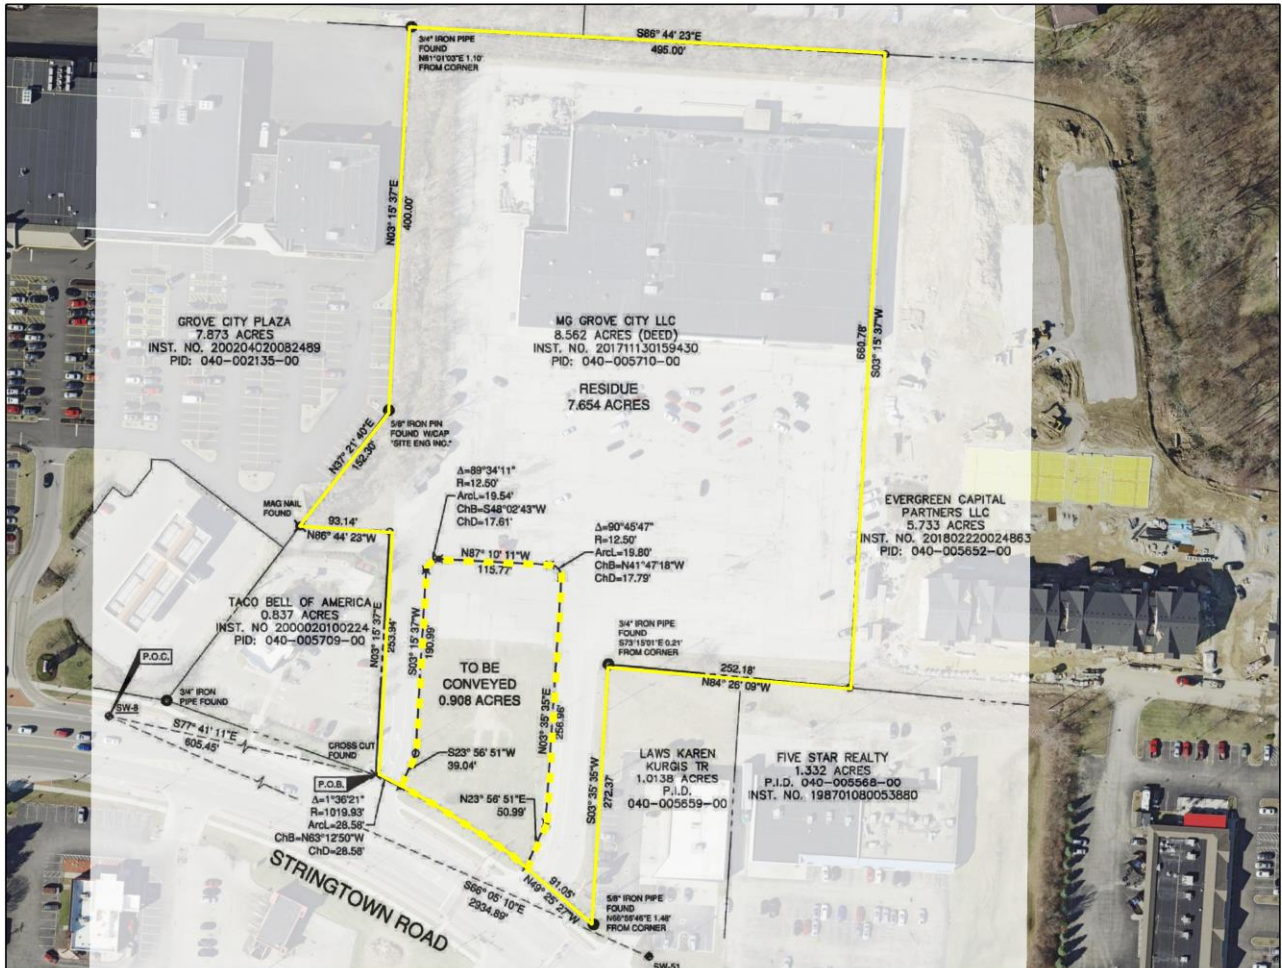 S86° 44' 23"E
495.00'
3/4" IRON PIPE
FOUND
N61°01'03"E 1.10'
FROM CORNER
N03° 15' 37"E
400.00'
GROVE CITY PLAZA
7.873 ACRES
INST. NO. 200204020082489
PID: 040-002135-00
MG GROVE CITY LLC
8.562 ACRES (DEED)
INST. NO. 201711130159430
PID: 040-005710-00
RESIDUE
7.654 ACRES
660.78'
S03° 15' 37"W
5/8" IRON PIN
FOUND W/CAP
"SITE ENG INC."
N37° 21' 40"E
152.30'
MAG NAIL
FOUND
93.14'
N86° 44' 23"W
Δ=89°34'11"
R=12.50'
ArcL=19.54'
ChB=S48°02'43"W
ChD=17.61'
Δ=90°45'47"
R=12.50'
ArcL=19.80'
ChB=N41°47'18"W
ChD=17.79'
N87° 10' 11"W
115.77'
EVERGREEN CAPITAL
PARTNERS LLC
5.733 ACRES
INST. NO. 201802220024863
PID: 040-005652-00
TACO BELL OF AMERICA
0.837 ACRES
INST. NO 2000020100224
PID: 040-005709-00
N03° 15' 37"E
253.94'
S03° 15' 37"W
190.99'
TO BE
CONVEYED
0.908 ACRES
N03° 35' 35"E
256.96'
3/4" IRON PIPE
FOUND
S73°15'01"E 0.21'
FROM CORNER
252.18'
N84° 26' 09"W
P.O.C.
SW-8
3/4" IRON
PIPE FOUND
S77° 41' 11"E
605.45'
CROSS CUT
FOUND
P.O.B.
Δ=1°36'21"
R=1019.93'
ArcL=28.58'
ChB=N63°12'50"W
ChD=28.58'
S23° 56' 51"W
39.04'
N23° 56' 51"E
50.99'
S03° 35' 35"W
272.37'
LAWS KAREN
KURGIS TR
1.0138 ACRES
P.I.D.
040-005659-00
FIVE STAR REALTY
1.332 ACRES
P.I.D. 040-005568-00
INST. NO. 198701080053880
STRINGTOWN ROAD
S66° 05' 10"E
2934.89'
91.05'
N49° 25' 27"W
5/8" IRON PIPE
FOUND
N66°56'46"E 1.48'
FROM CORNER
SW-51